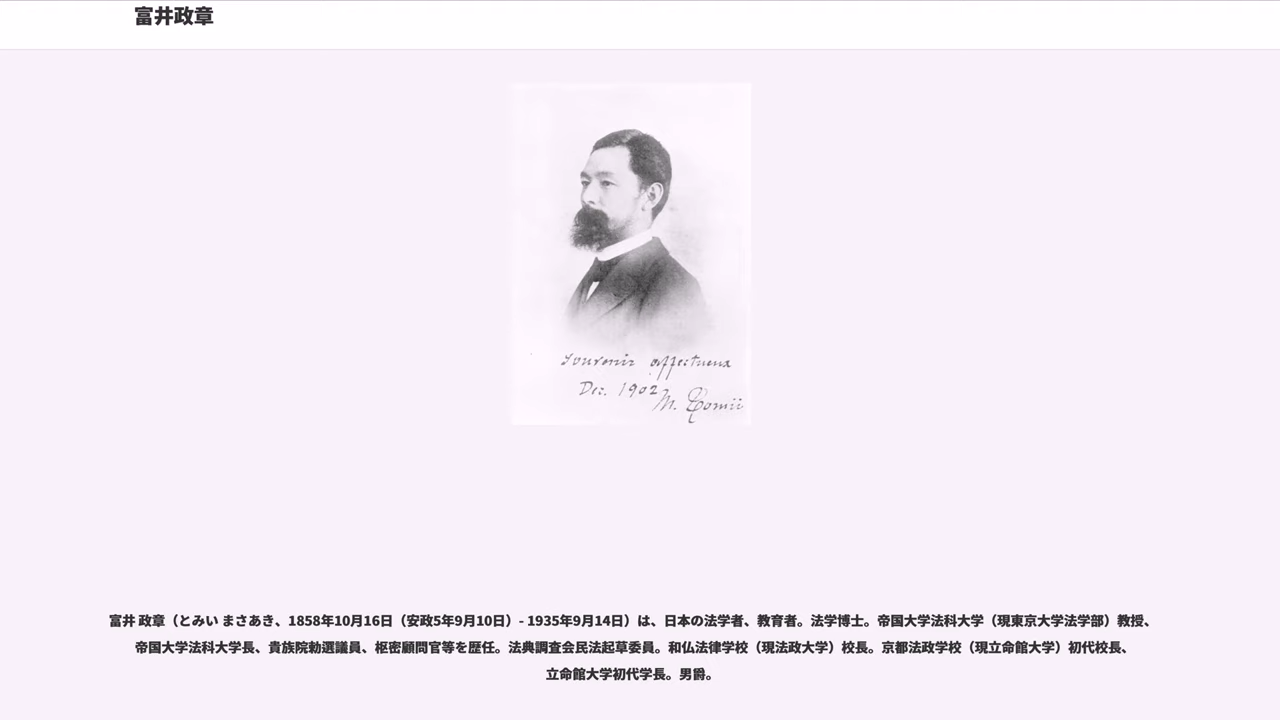 富井政章
Souvenir affectueux
Dec. 1902
M. Tomii
富井 政章（とみい まさあき、1858年10月16日（安政5年9月10日）- 1935年9月14日）は、日本の法学者、教育者。法学博士。帝国大学法科大学（現東京大学法学部）教授、
帝国大学法科大学長、貴族院勅選議員、枢密顧問官等を歴任。法典調査会民法起草委員。和仏法律学校（現法政大学）校長。京都法政学校（現立命館大学）初代校長、
立命館大学初代学長。男爵。